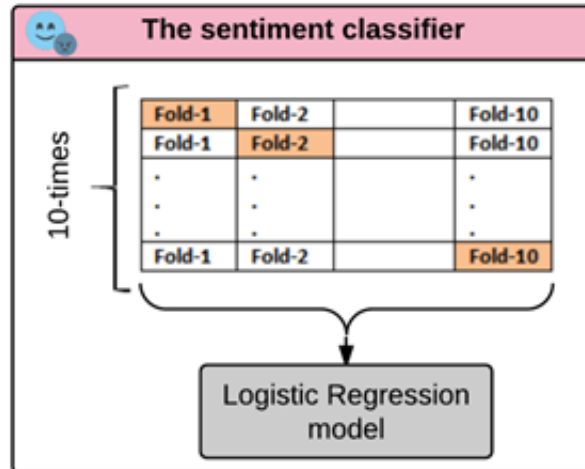 The sentiment classifier
10-times
Fold-1 Fold-2 Fold-10
Fold-1 Fold-2 Fold-10
. . .
. . .
. . .
Fold-1 Fold-2 Fold-10
Logistic Regression
model